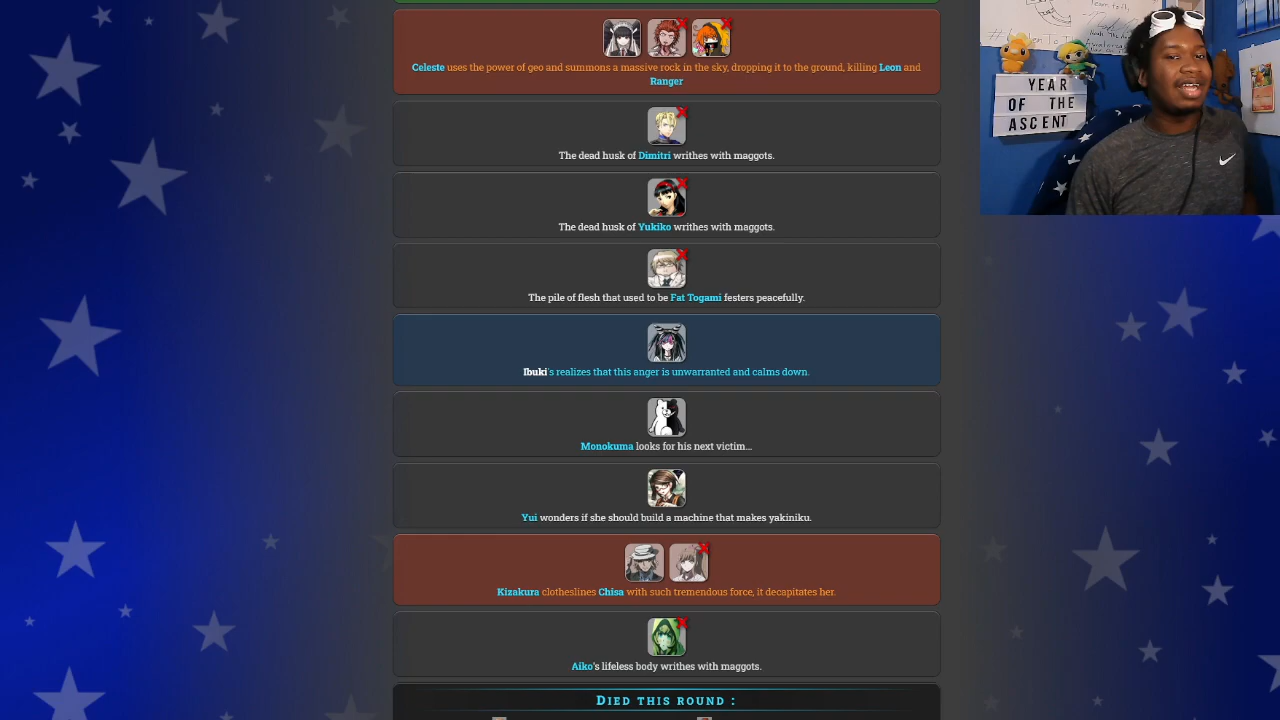 Celeste uses the power of geo and summons a massive rock in the sky, dropping it to the ground, killing Leon and
Ranger
The dead husk of Dimitri writhes with maggots.
The dead husk of Yukiko writhes with maggots.
The pile of flesh that used to be Fat Togami festers peacefully.
Ibuki's realizes that this anger is unwarranted and calms down.
Monokuma looks for his next victim...
Yui wonders if she should build a machine that makes yakiniku.
Kizakura clotheslines Chisa with such tremendous force, it decapitates her.
Aiko's lifeless body writhes with maggots.
DIED THIS ROUND :
YEAR
OF THE
ASCENT